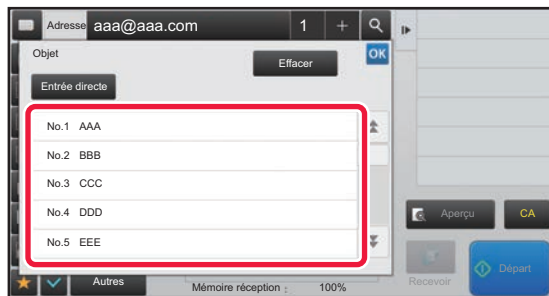 Adresse aaa@aaa.com 1 +
Objet
Effacer
OK
Entrée directe
No.1 AAA
No.2 BBB
No.3 CCC
No.4 DDD
No.5 EEE
Aperçu
CA
Autres
Mémoire réception : 100%
Recevoir
Départ